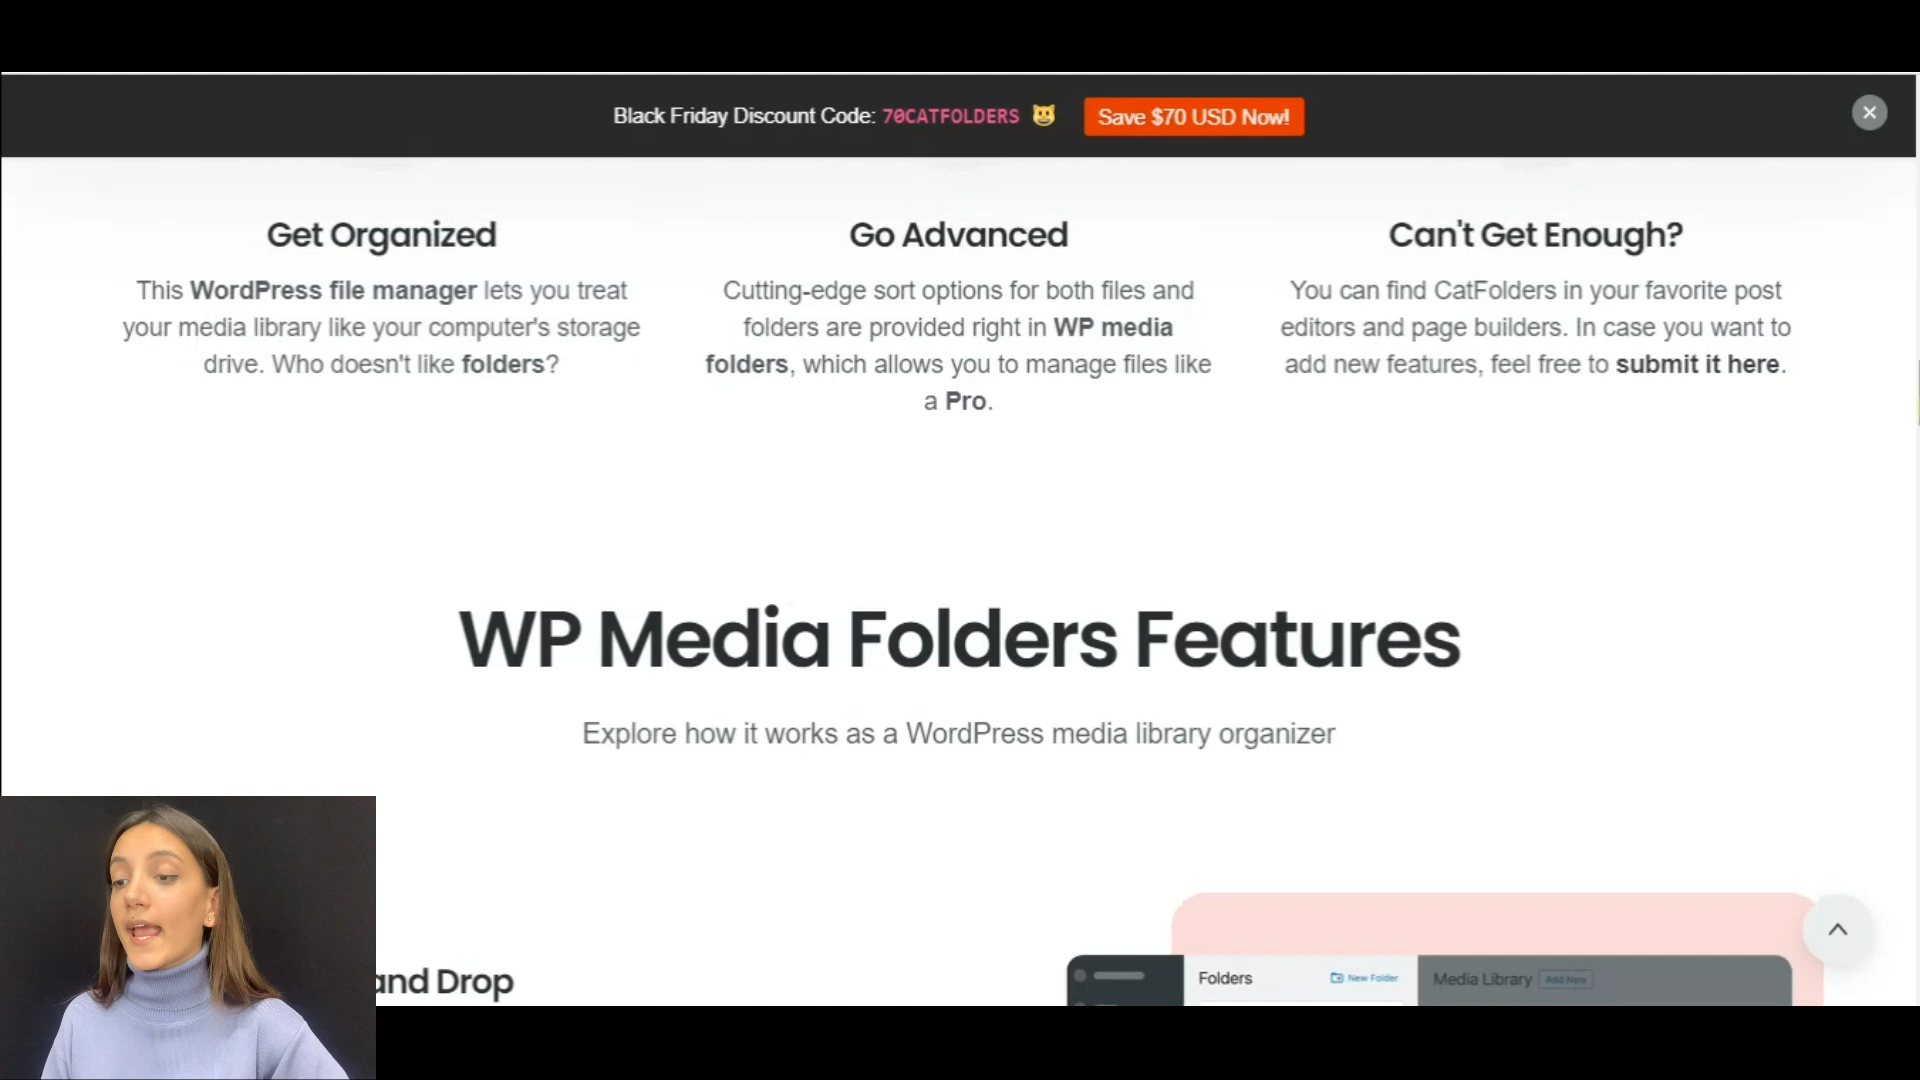 Black Friday Discount Code: 70CATFOLDERS 😺 Save $70 USD Now!
Get Organized
This WordPress file manager lets you treat
your media library like your computer's storage
drive. Who doesn't like folders?
Go Advanced
Cutting-edge sort options for both files and
folders are provided right in WP media
folders, which allows you to manage files like
a Pro.
Can't Get Enough?
You can find CatFolders in your favorite post
editors and page builders. In case you want to
add new features, feel free to submit it here.
WP Media Folders Features
Explore how it works as a WordPress media library organizer
and Drop
Folders
New Folder
Media Library
Add New